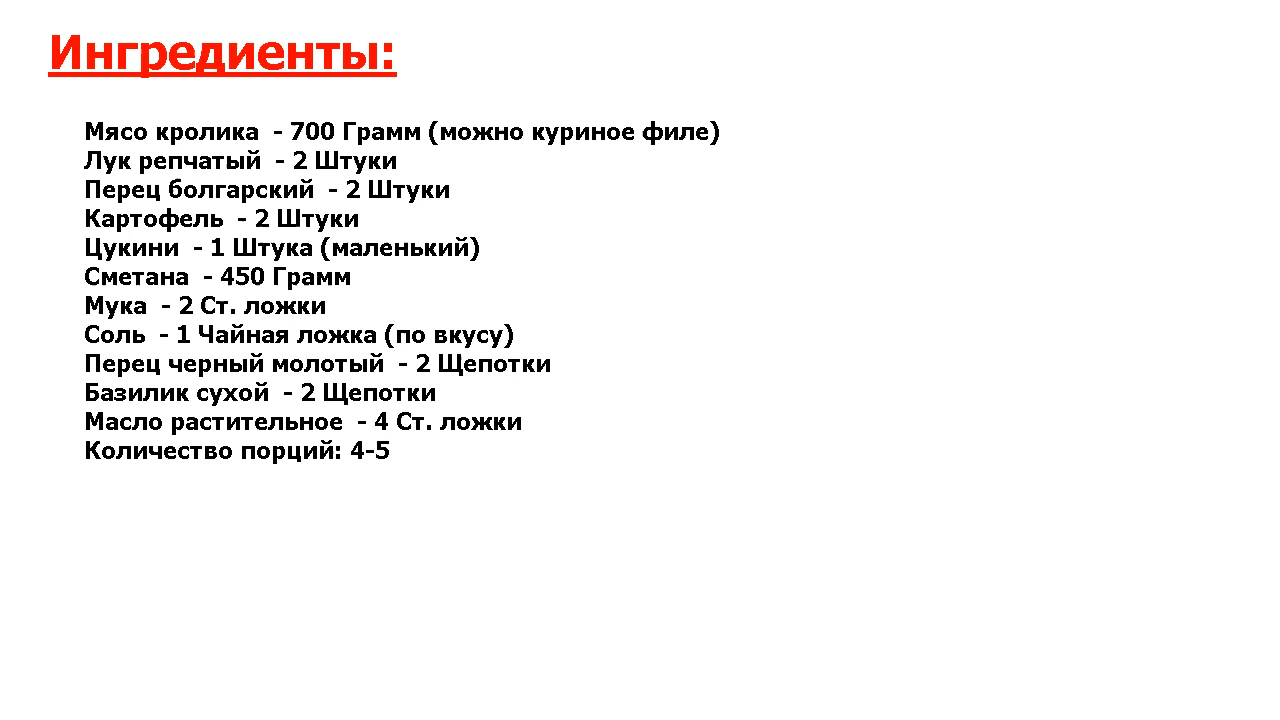 Ингредиенты:
Мясо кролика - 700 Грамм (можно куриное филе)
Лук репчатый - 2 Штуки
Перец болгарский - 2 Штуки
Картофель - 2 Штуки
Цукини - 1 Штука (маленький)
Сметана - 450 Грамм
Мука - 2 Ст. ложки
Соль - 1 Чайная ложка (по вкусу)
Перец черный молотый - 2 Щепотки
Базилик сухой - 2 Щепотки
Масло растительное - 4 Ст. ложки
Количество порций: 4-5